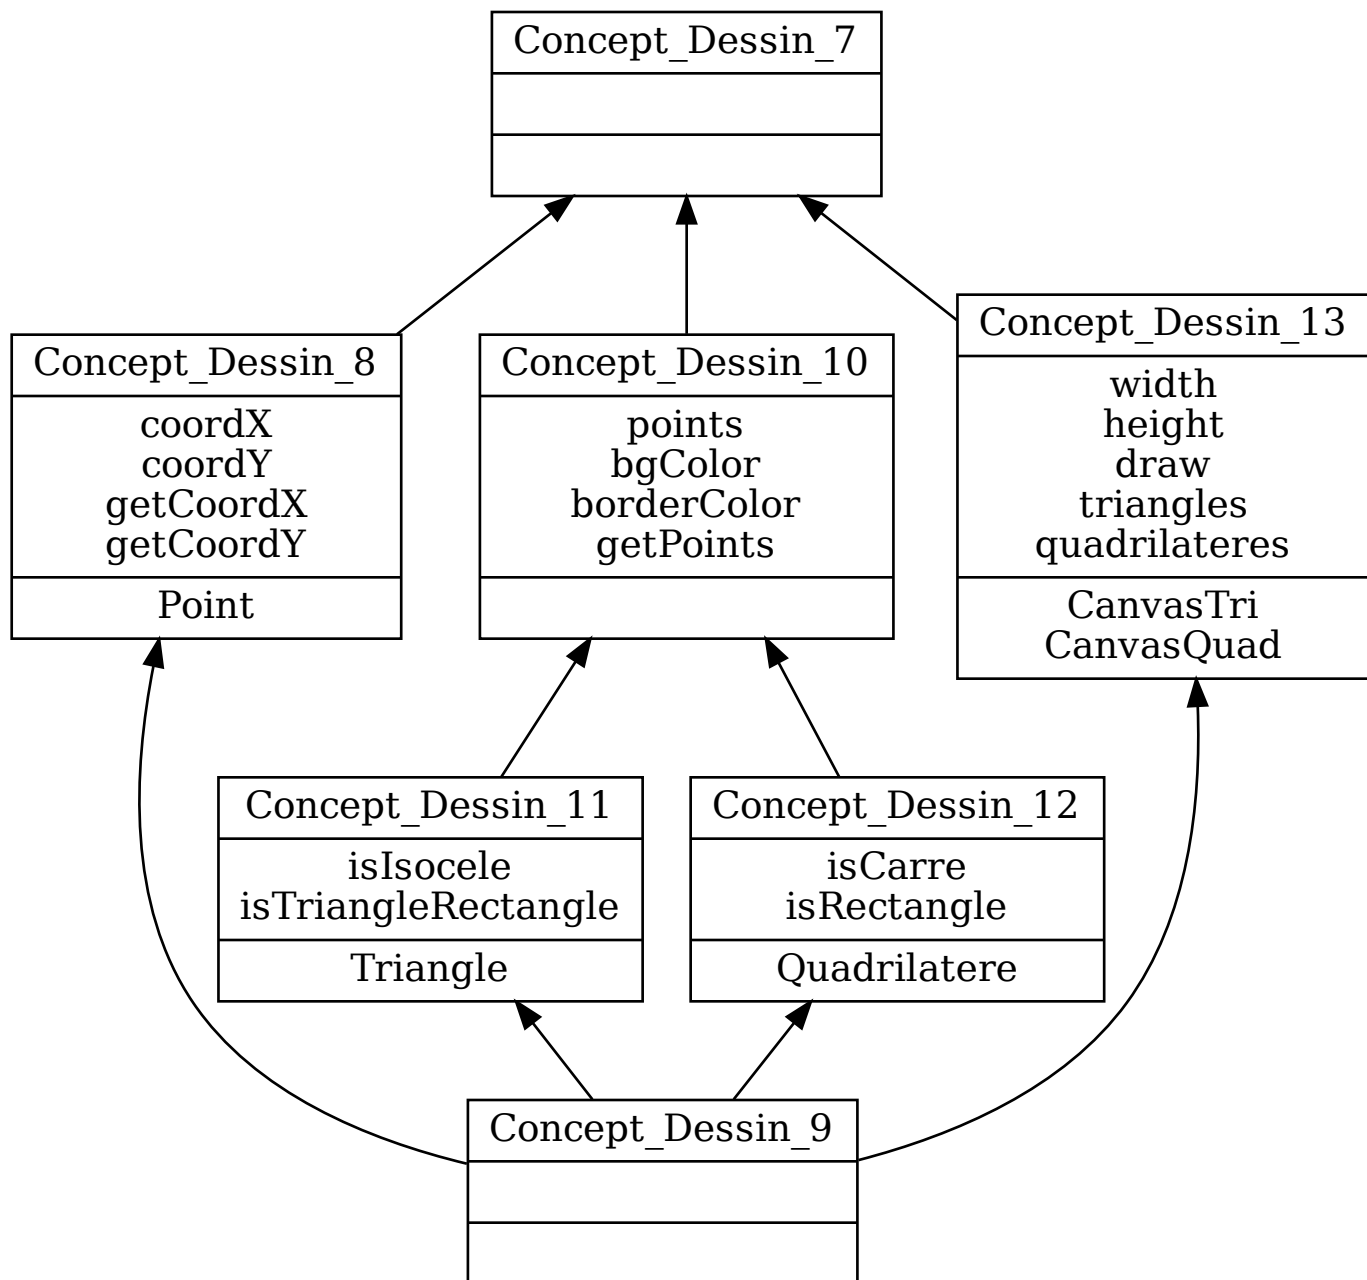 Concept_Dessin_7
Concept_Dessin_8
coordX
coordY
getCoordX
getCoordY
Point
Concept_Dessin_10
points
bgColor
borderColor
getPoints
Concept_Dessin_13
width
height
draw
triangles
quadrilateres
CanvasTri
CanvasQuad
Concept_Dessin_11
isIsocele
isTriangleRectangle
Triangle
Concept_Dessin_12
isCarre
isRectangle
Quadrilatere
Concept_Dessin_9